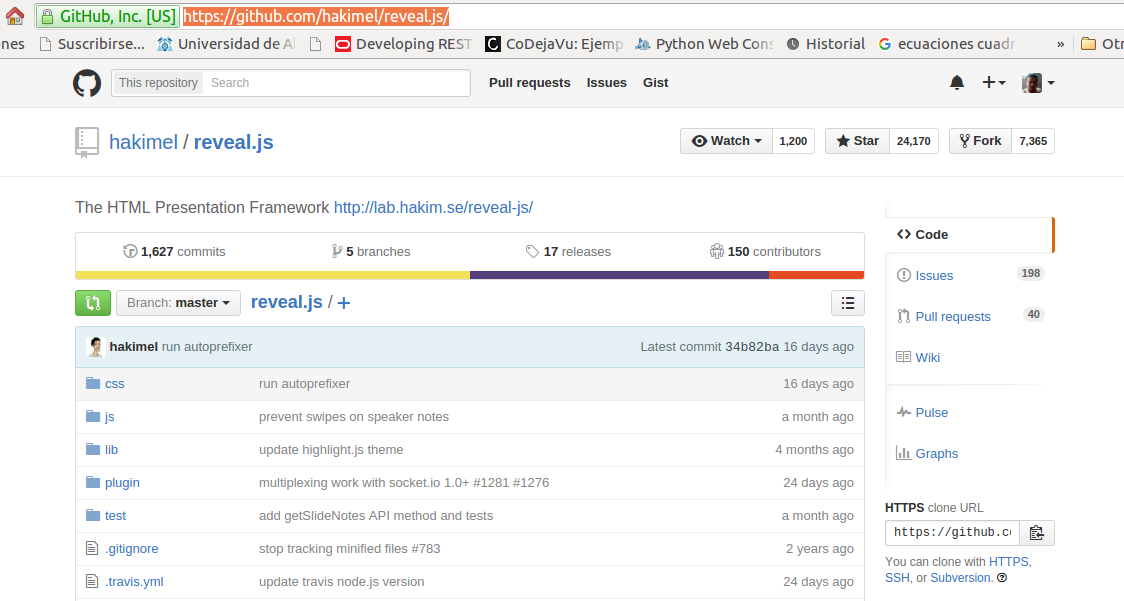 GitHub, Inc. [US] https://github.com/hakimel/reveal.js/
nes Suscribirse... Universidad de Al Developing REST CoDejaVu: Ejemp Python Web Cons Historial ecuaciones cuadr » Otr
This repository Search Pull requests Issues Gist
hakimel / reveal.js Watch 1,200 Star 24,170 Fork 7,365
The HTML Presentation Framework http://lab.hakim.se/reveal-js/
1,627 commits 5 branches 17 releases 150 contributors
Branch: master reveal.js / +
hakimel run autoprefixer Latest commit 34b82ba 16 days ago
css run autoprefixer 16 days ago
js prevent swipes on speaker notes a month ago
lib update highlight.js theme 4 months ago
plugin multiplexing work with socket.io 1.0+ #1281 #1276 24 days ago
test add getSlideNotes API method and tests a month ago
.gitignore stop tracking minified files #783 2 years ago
.travis.yml update travis node.js version 24 days ago
Code
Issues 198
Pull requests 40
Wiki
Pulse
Graphs
HTTPS clone URL
https://github.co
You can clone with HTTPS,
SSH, or Subversion.